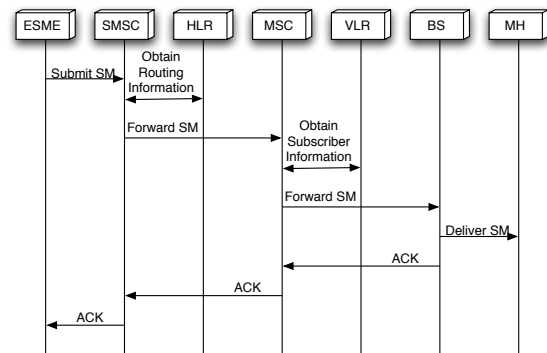 ESME SMSC HLR MSC VLR BS MH
Submit SM
Obtain
Routing
Information
Forward SM
Obtain
Subscriber
Information
Forward SM
Deliver SM
ACK
ACK
ACK